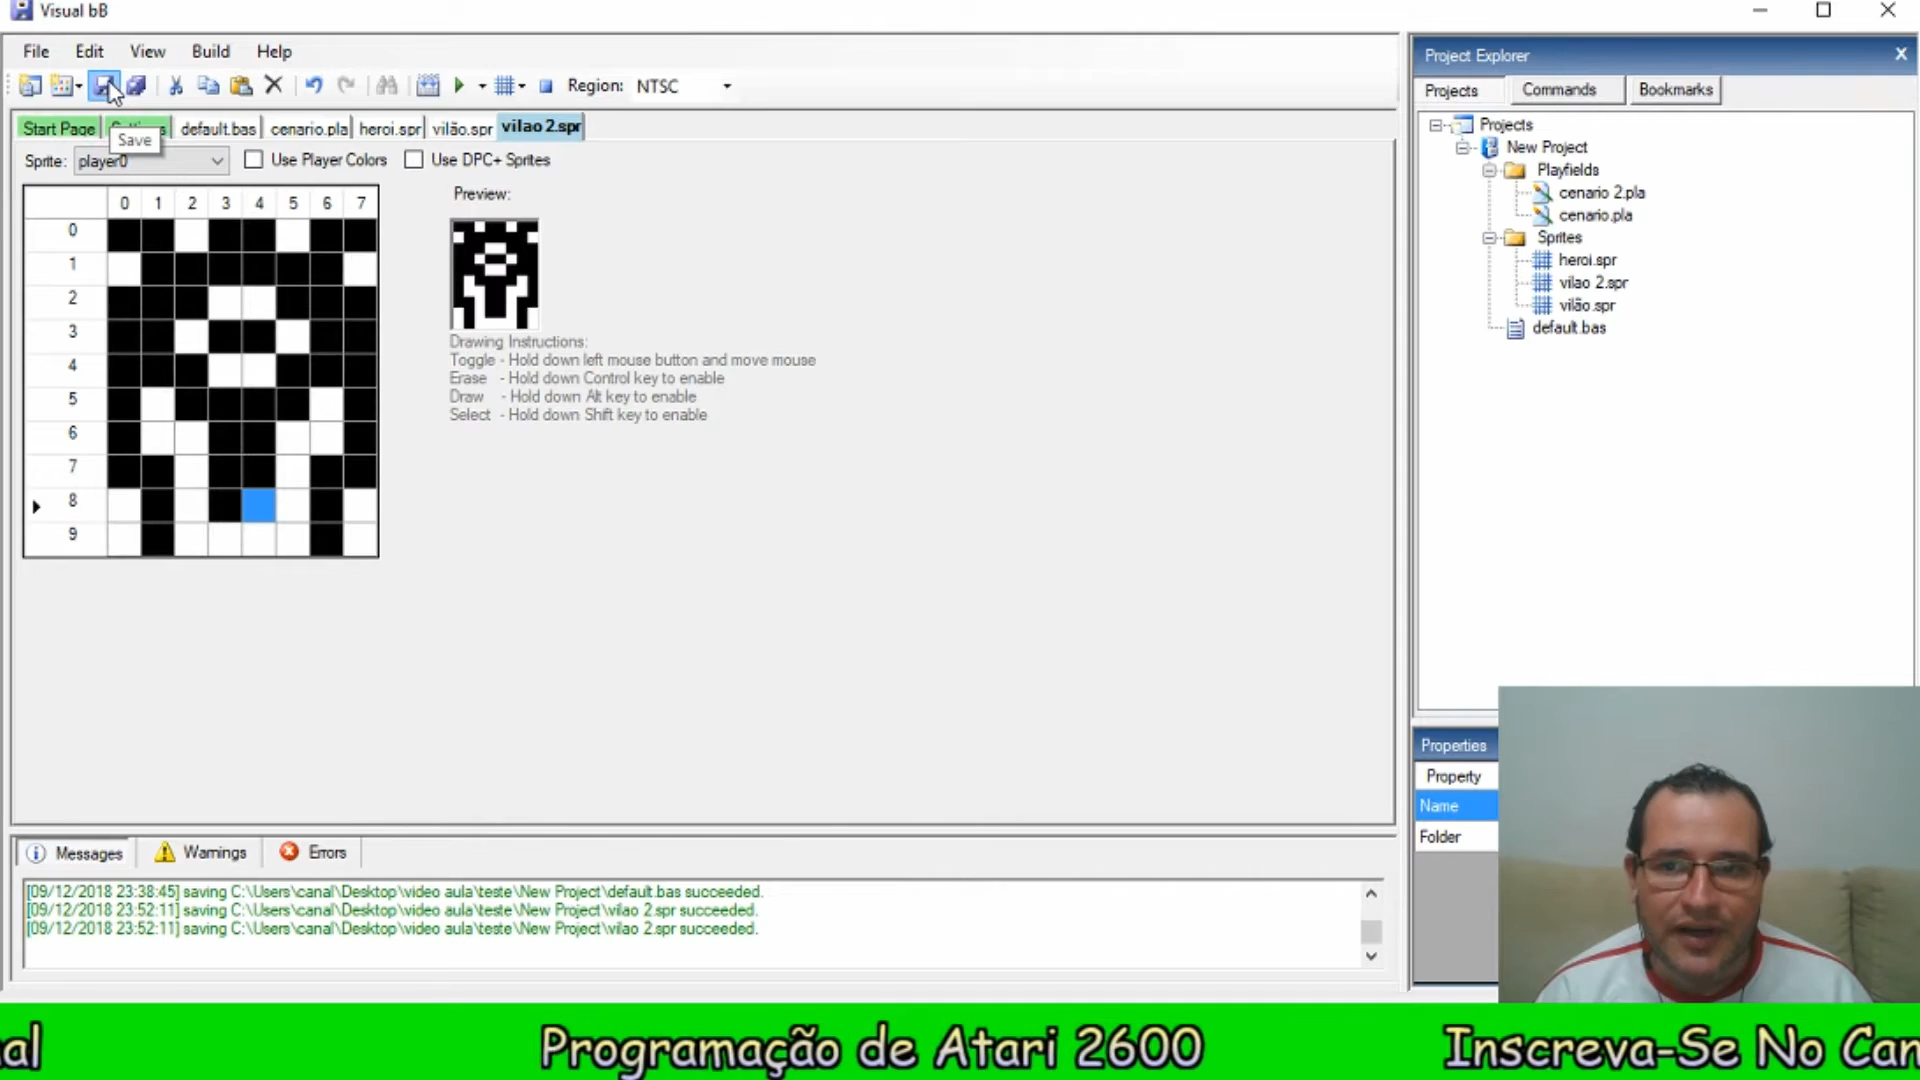 Visual bB
File Edit View Build Help
Region: NTSC
Start Page default.bas cenario.pla heroi.spr vilão.spr vilao 2.spr
Save
Sprite: player0 Use Player Colors Use DPC+ Sprites
0 1 2 3 4 5 6 7
0
1
2
3
4
5
6
7
8
9
Preview:
Drawing Instructions:
Toggle - Hold down left mouse button and move mouse
Erase - Hold down Control key to enable
Draw - Hold down Alt key to enable
Select - Hold down Shift key to enable
Messages Warnings Errors
[09/12/2018 23:38:45] saving C:\Users\canal\Desktop\video aula\teste\New Project\default.bas succeeded.
[09/12/2018 23:52:11] saving C:\Users\canal\Desktop\video aula\teste\New Project\vilao 2.spr succeeded.
[09/12/2018 23:52:11] saving C:\Users\canal\Desktop\video aula\teste\New Project\vilao 2.spr succeeded.
Project Explorer X
Projects Commands Bookmarks
Projects
New Project
Playfields
cenario 2.pla
cenario.pla
Sprites
heroi.spr
vilao 2.spr
vilão.spr
default.bas
Properties
Property
Name
Folder
al Programação de Atari 2600 Inscreva-Se No Can